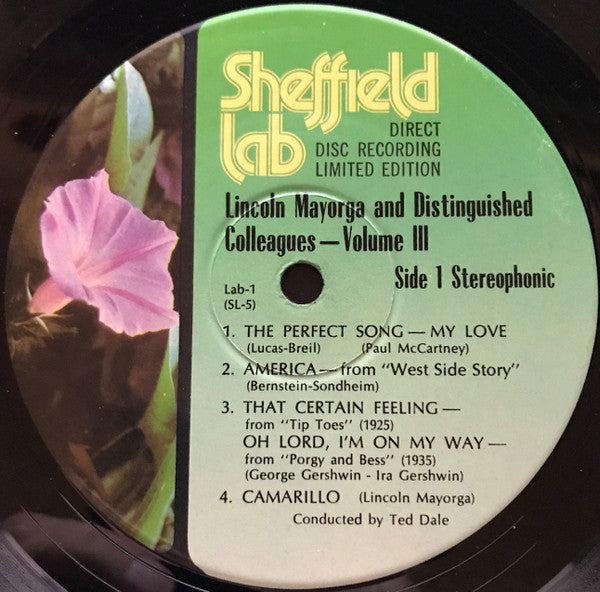 Sheffield
Lab
DIRECT
DISC RECORDING
LIMITED EDITION
Lincoln Mayorga and Distinguished
Colleagues—Volume III
Side 1 Stereophonic
Lab-1
(SL-5)
1. THE PERFECT SONG — MY LOVE
(Lucas-Breil) (Paul McCartney)
2. AMERICA — from "West Side Story"
(Bernstein-Sondheim)
3. THAT CERTAIN FEELING —
from "Tip Toes" (1925)
OH LORD, I'M ON MY WAY —
from "Porgy and Bess" (1935)
(George Gershwin - Ira Gershwin)
4. CAMARILLO (Lincoln Mayorga)
Conducted by Ted Dale